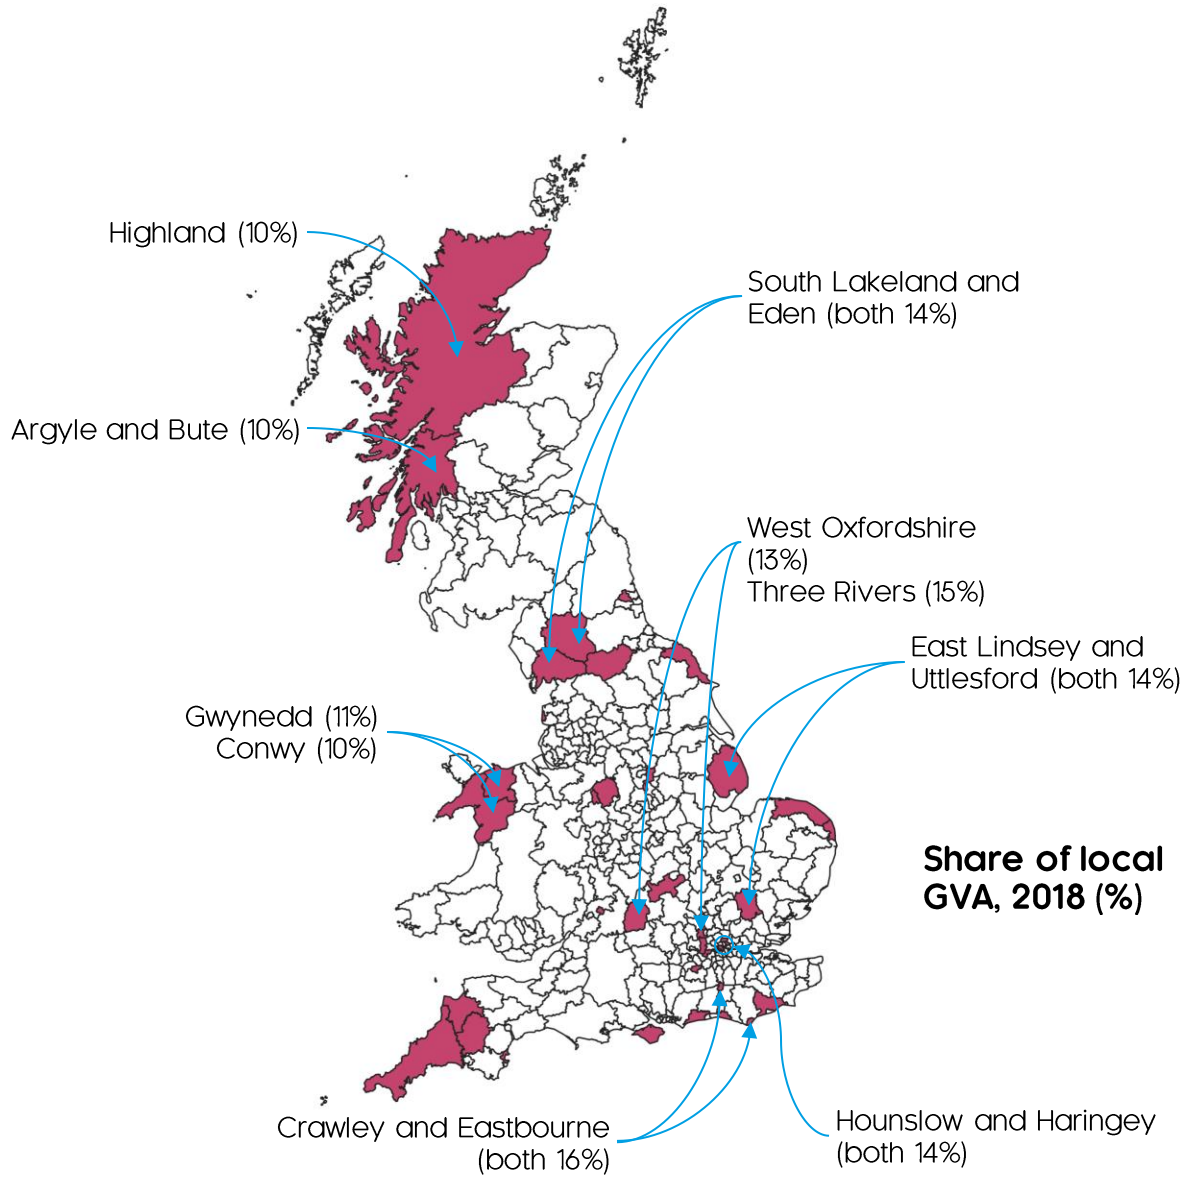 Highland (10%)
South Lakeland and
Eden (both 14%)
Argyle and Bute (10%)
West Oxfordshire
(13%)
Three Rivers (15%)
East Lindsey and
Uttlesford (both 14%)
Gwynedd (11%)
Conwy (10%)
Share of local
GVA, 2018 (%)
Crawley and Eastbourne
(both 16%)
Hounslow and Haringey
(both 14%)